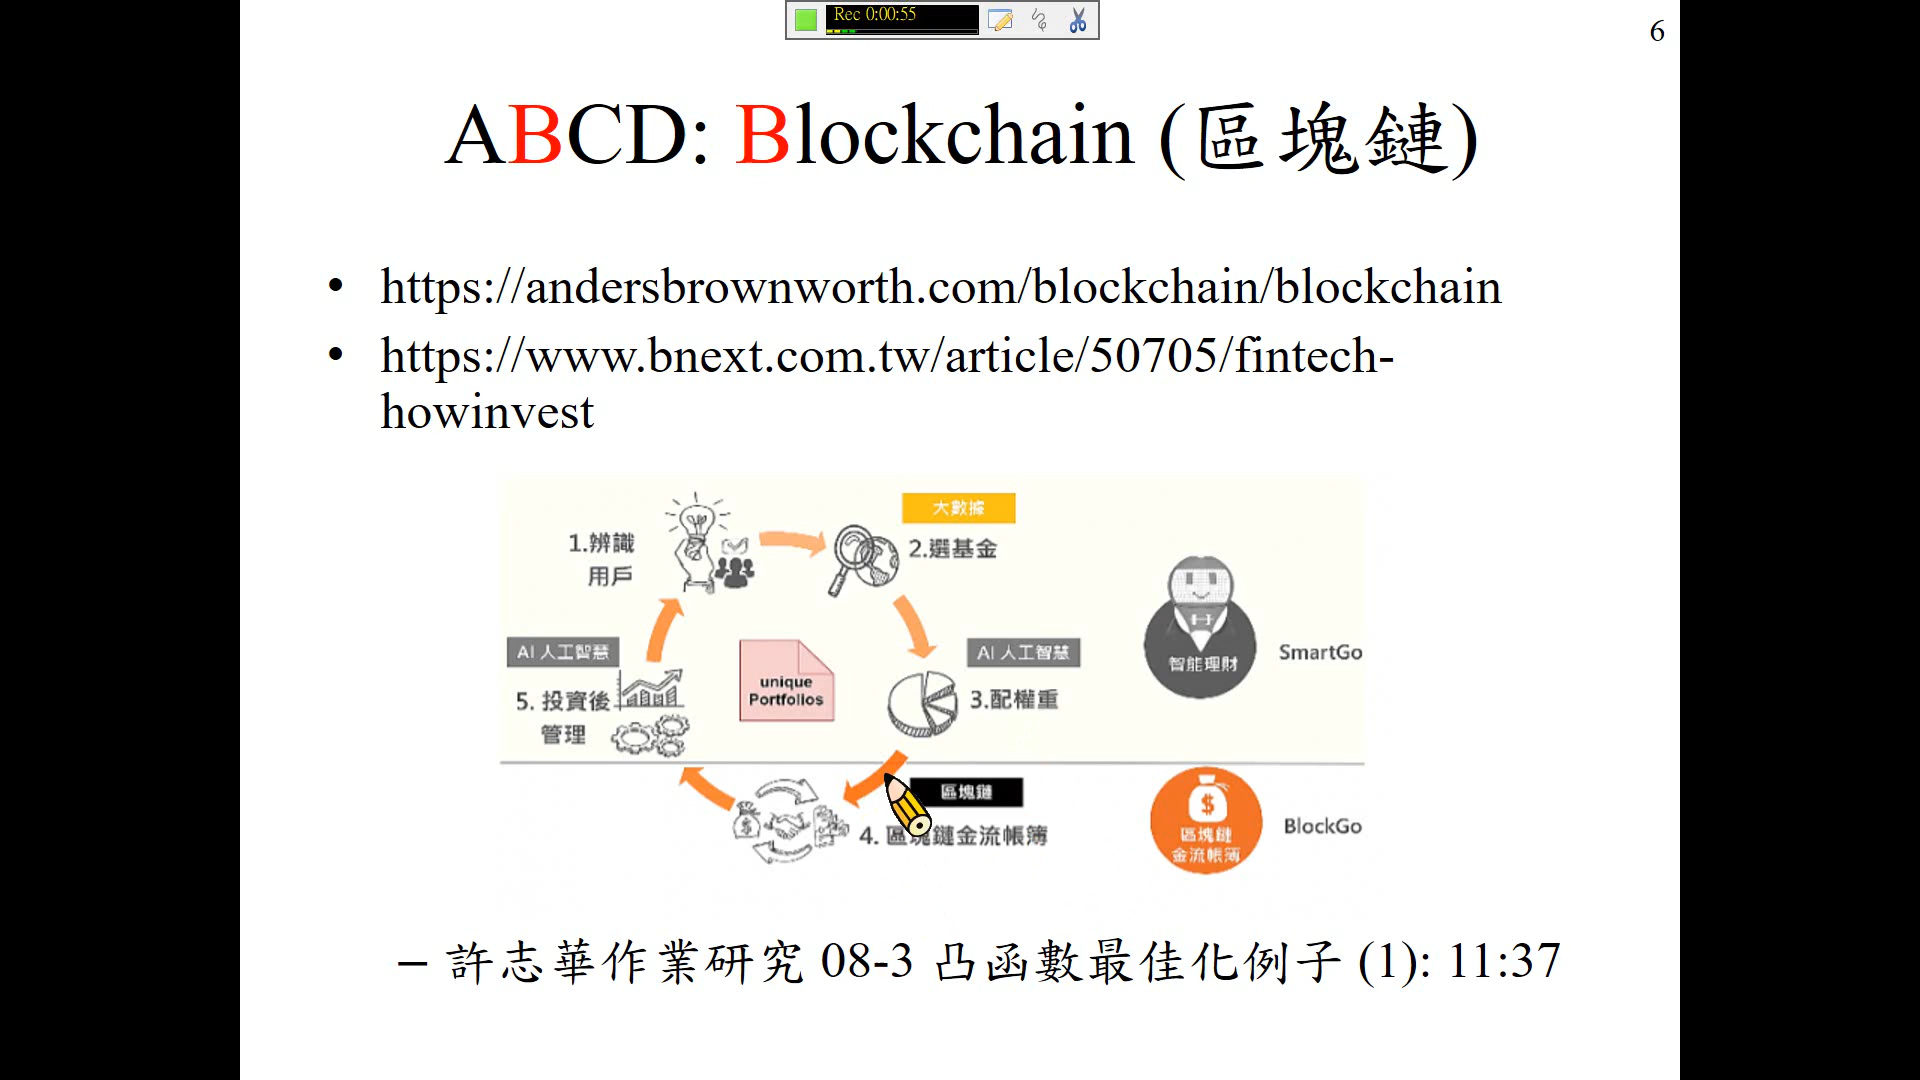 Rec 0:00:55
6
ABCD: Blockchain (區塊鏈)
• https://andersbrownworth.com/blockchain/blockchain
• https://www.bnext.com.tw/article/50705/fintech-
howinvest
1.辨識
用戶
大數據
2.選基金
AI 人工智慧
3.配權重
unique
Portfolios
AI 人工智慧
5. 投資後
管理
區塊鏈
4. 區塊鏈金流帳簿
智能理財
SmartGo
$
區塊鏈
金流帳簿
BlockGo
– 許志華作業研究 08-3 凸函數最佳化例子 (1): 11:37